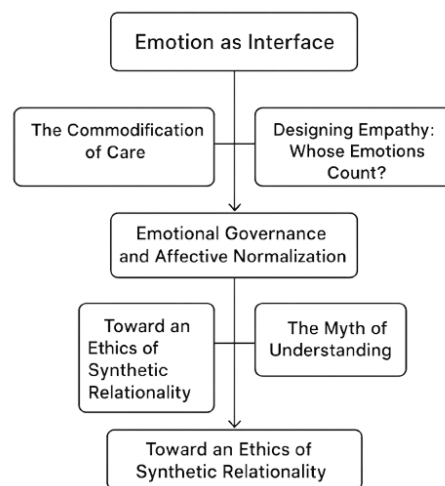 Emotion as Interface
The Commodification
of Care
Designing Empathy:
Whose Emotions
Count?
Emotional Governance
and Affective Normalization
Toward an
Ethics of
Synthetic
Relationality
The Myth of
Understanding
Toward an Ethics of
Synthetic Relationality